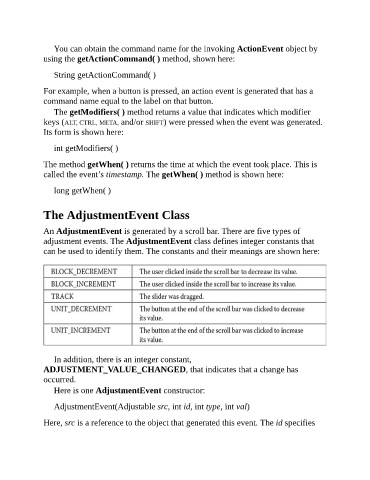 You can obtain the command name for the invoking ActionEvent object by
using the getActionCommand( ) method, shown here:
String getActionCommand( )
For example, when a button is pressed, an action event is generated that has a
command name equal to the label on that button.
The getModifiers( ) method returns a value that indicates which modifier
keys (ALT, CTRL, META, and/or SHIFT) were pressed when the event was generated.
Its form is shown here:
int getModifiers( )
The method getWhen( ) returns the time at which the event took place. This is
called the event's timestamp. The getWhen( ) method is shown here:
long getWhen( )
The AdjustmentEvent Class
An AdjustmentEvent is generated by a scroll bar. There are five types of
adjustment events. The AdjustmentEvent class defines integer constants that
can be used to identify them. The constants and their meanings are shown here:
BLOCK_DECREMENT The user clicked inside the scroll bar to decrease its value.
BLOCK_INCREMENT The user clicked inside the scroll bar to increase its value.
TRACK The slider was dragged.
UNIT_DECREMENT The button at the end of the scroll bar was clicked to decrease
its value.
UNIT_INCREMENT The button at the end of the scroll bar was clicked to increase
its value.
In addition, there is an integer constant,
ADJUSTMENT_VALUE_CHANGED, that indicates that a change has
occurred.
Here is one AdjustmentEvent constructor:
AdjustmentEvent(Adjustable src, int id, int type, int val)
Here, src is a reference to the object that generated this event. The id specifies